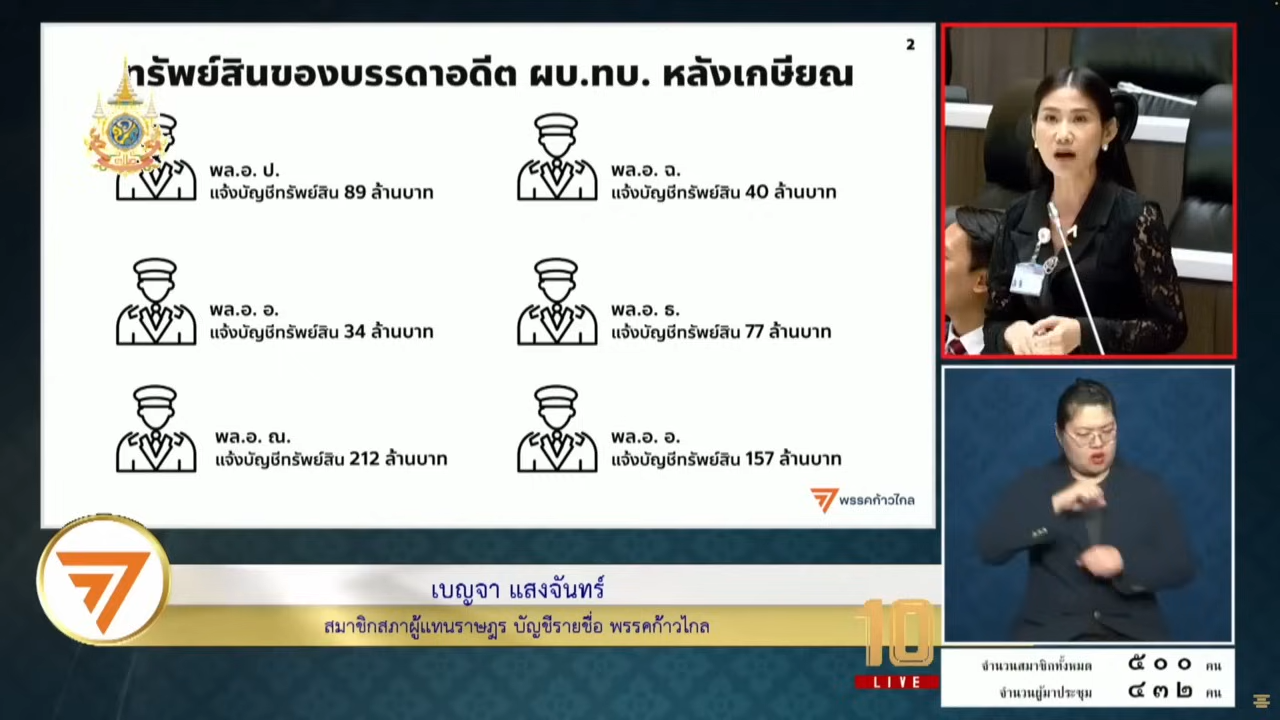 2
ทรัพย์สินของบรรดาอดีต ผบ.ทบ. หลังเกษียณ
พล.อ. ป.
แจ้งบัญชีทรัพย์สิน 89 ล้านบาท
พล.อ. ฉ.
แจ้งบัญชีทรัพย์สิน 40 ล้านบาท
พล.อ. อ.
แจ้งบัญชีทรัพย์สิน 34 ล้านบาท
พล.อ. ธ.
แจ้งบัญชีทรัพย์สิน 77 ล้านบาท
พล.อ. ณ.
แจ้งบัญชีทรัพย์สิน 212 ล้านบาท
พล.อ. อ.
แจ้งบัญชีทรัพย์สิน 157 ล้านบาท
พรรคก้าวไกล
เบญจา แสงจันทร์
สมาชิกสภาผู้แทนราษฎร บัญชีรายชื่อ พรรคก้าวไกล
10
LIVE
จำนวนสมาชิกทั้งหมด ๕๐๐ คน
จำนวนผู้มาประชุม ๔๓๒ คน